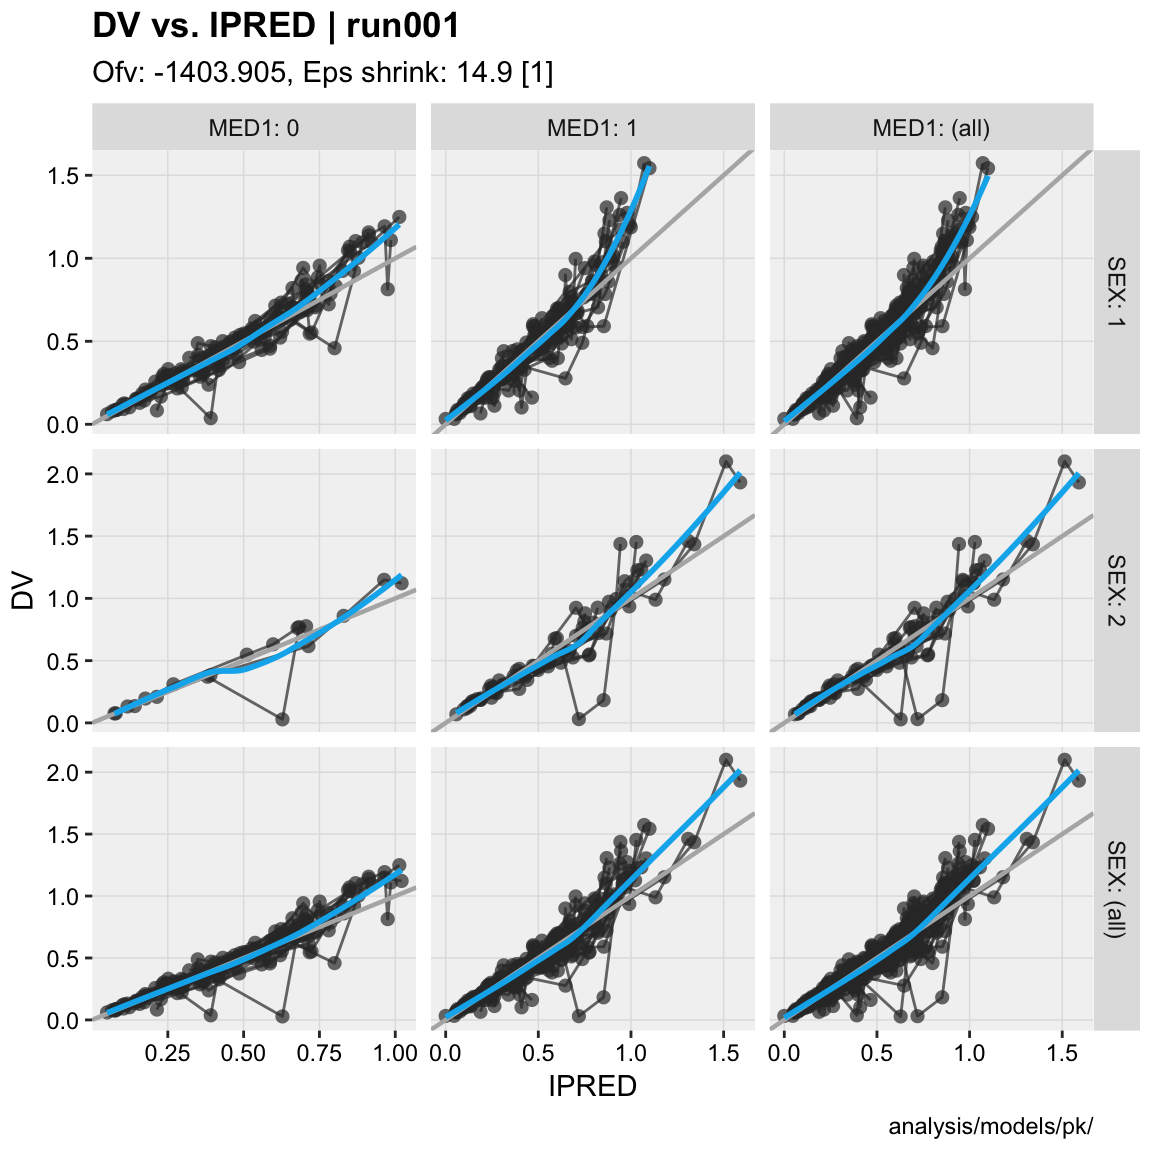 DV vs. IPRED | run001
Ofv: -1403.905, Eps shrink: 14.9 [1]
MED1: 0
MED1: 1
MED1: (all)
1.5
1.0
0.5
0.0
SEX: 1
2.0
1.5
1.0
0.5
0.0
SEX: 2
DV
2.0
1.5
1.0
0.5
0.0
SEX: (all)
0.25 0.50 0.75 1.00
0.0 0.5 1.0 1.5
0.0 0.5 1.0 1.5
IPRED
analysis/models/pk/